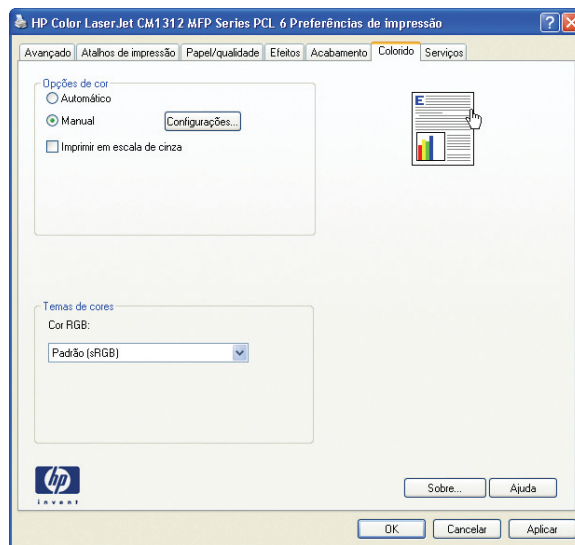 HP Color LaserJet CM1312 MFP Series PCL 6 Preferências de impressão
Avançado Atalhos de impressão Papel/qualidade Efeitos Acabamento Colorido Serviços
Opções de cor
Automático
Manual Configurações...
Imprimir em escala de cinza
E
Temas de cores
Cor RGB:
Padrão (sRGB)
hp
invent
Sobre... Ajuda
OK Cancelar Aplicar